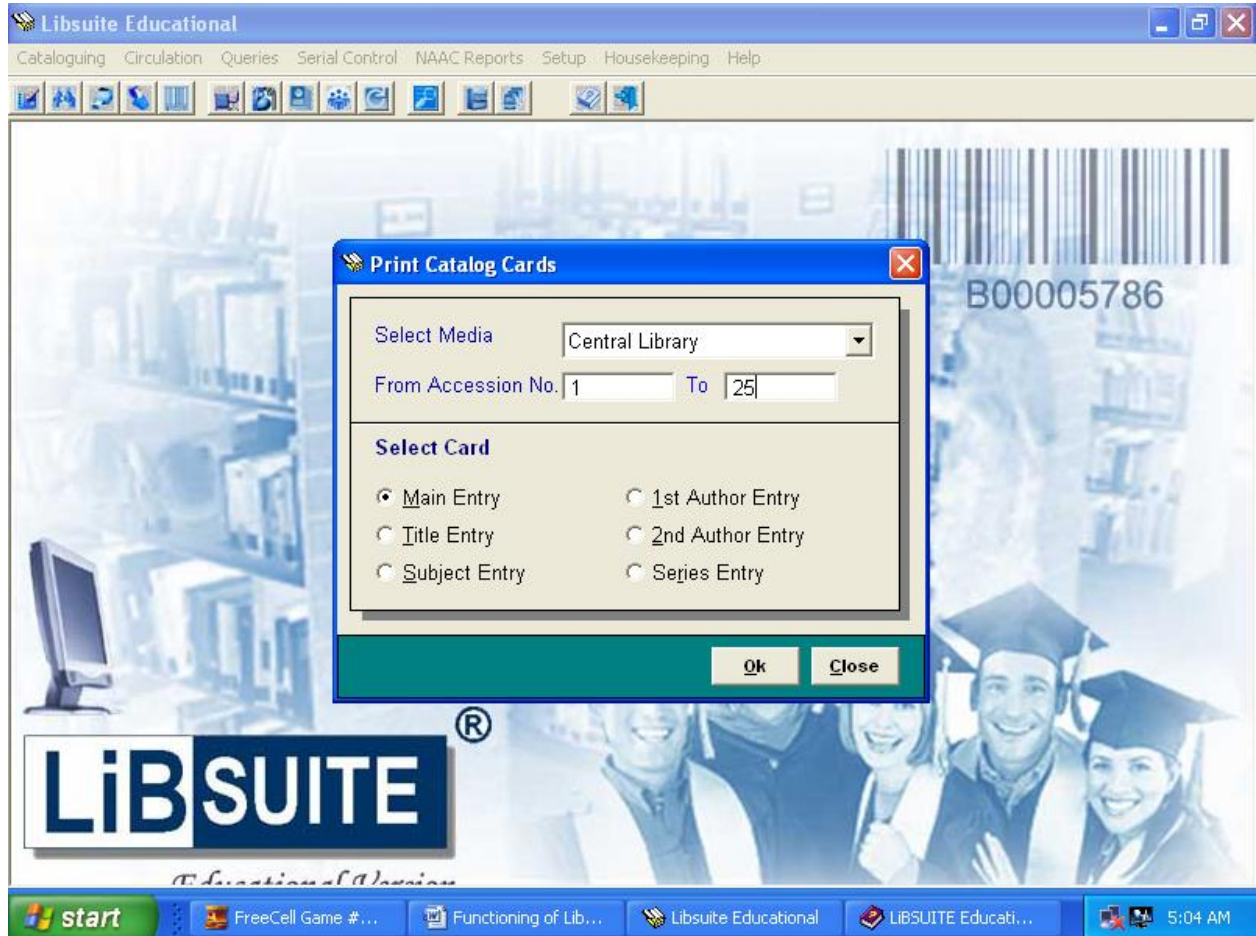 Libsuite Educational
Cataloguing Circulation Queries Serial Control NAAC Reports Setup Housekeeping Help
B00005786
Print Catalog Cards
Select Media Central Library
From Accession No. 1 To 25
Select Card
Main Entry 1st Author Entry
Title Entry 2nd Author Entry
Subject Entry Series Entry
Ok Close
LiBSUITE ®
Educational Version
start FreeCell Game #... Functioning of Lib... Libsuite Educational LiBSUITE Educati... 5:04 AM